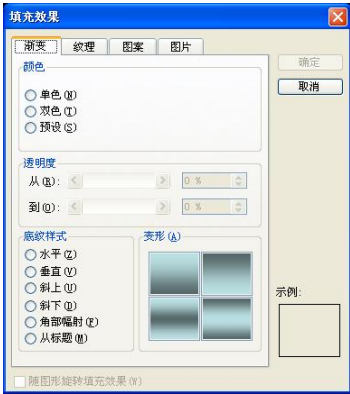 填充效果
渐变 纹理 图案 图片
确定
取消
颜色
单色(N)
双色(T)
预设(S)
透明度
从(R): 0 %
到(O): 0 %
底纹样式
水平(Z)
垂直(V)
斜上(U)
斜下(D)
角部幅射(F)
从标题(M)
变形(A)
示例:
随图形旋转填充效果(W)